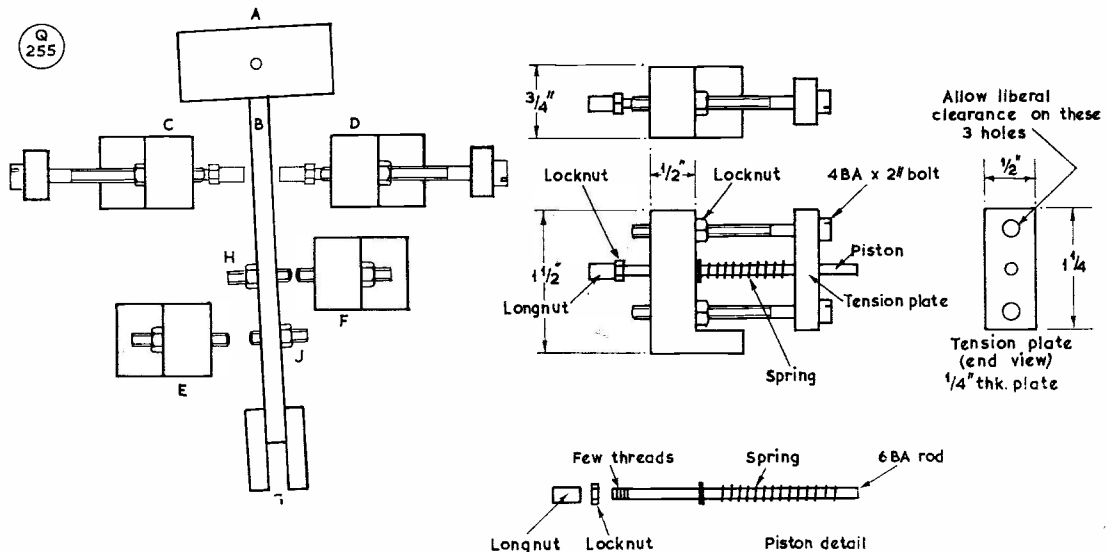 Q
255
A
B
C
D
H
F
J
E
3/4"
Allow liberal
clearance on these
3 holes
1/2"
Locknut
1/2"
Locknut
4BA x 2" bolt
Piston
1 1/2"
1 1/4
Longnut
Tension plate
Spring
Tension plate
(end view)
1/4" thk. plate
Few threads
Spring
6BA rod
Longnut
Locknut
Piston detail